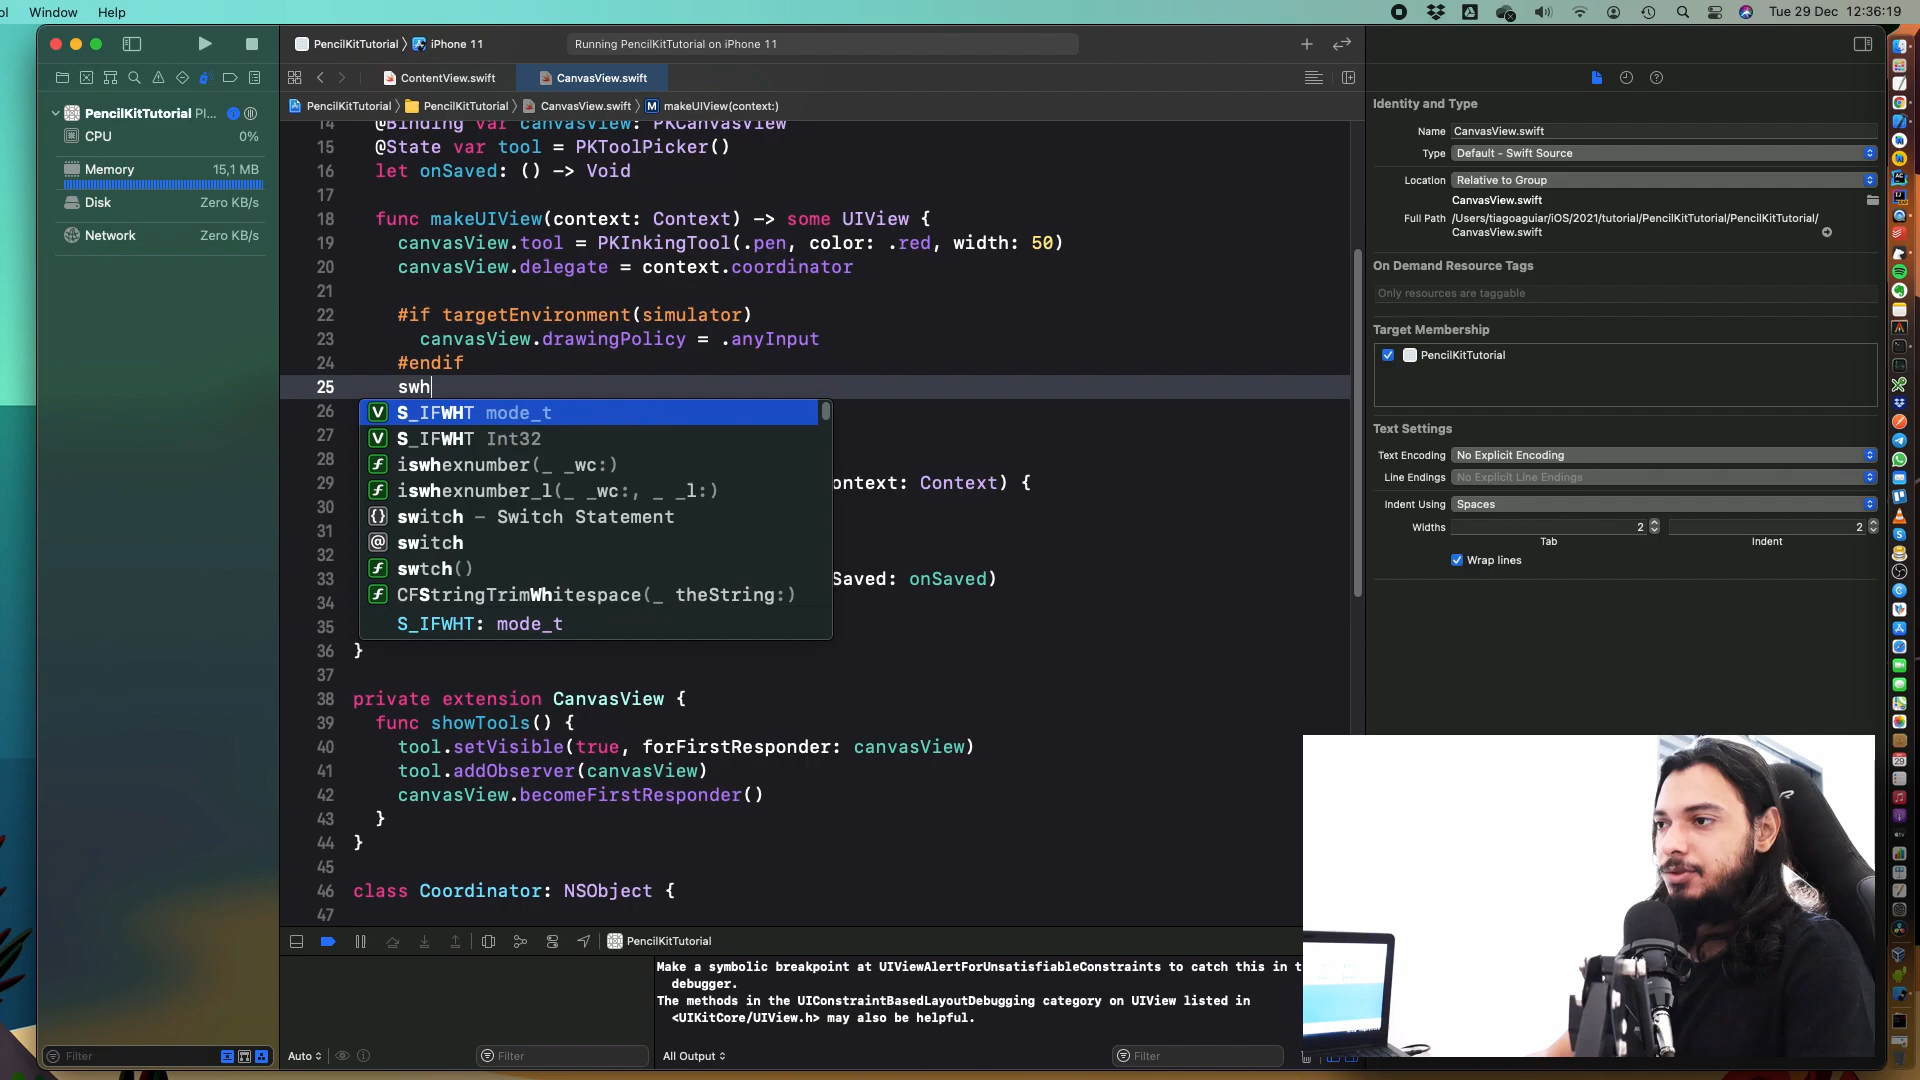 ol Window Help Tue 29 Dec 12:36:19
PencilKitTutorial iPhone 11 Running PencilKitTutorial on iPhone 11
ContentView.swift CanvasView.swift
PencilKitTutorial PencilKitTutorial CanvasView.swift M makeUIView(context:)
PencilKitTutorial Pl...
CPU 0%
Memory 15,1 MB
Disk Zero KB/s
Network Zero KB/s
14 @Binding var canvasView: PKCanvasView
15 @State var tool = PKToolPicker()
16 let onSaved: () -> Void
17
18 func makeUIView(context: Context) -> some UIView {
19 canvasView.tool = PKInkingTool(.pen, color: .red, width: 50)
20 canvasView.delegate = context.coordinator
21
22 #if targetEnvironment(simulator)
23 canvasView.drawingPolicy = .anyInput
24 #endif
25 swh
26
27
28
29 ontext: Context) {
30
31
32
33 Saved: onSaved)
34
35
V S_IFWHT mode_t
V S_IFWHT Int32
f iswhexnumber(_ _wc:)
f iswhexnumber_l(_ _wc:, _ _l:)
{} switch – Switch Statement
@ switch
f swtch()
f CFStringTrimWhitespace(_ theString:)
S_IFWHT: mode_t
36 }
37
38 private extension CanvasView {
39 func showTools() {
40 tool.setVisible(true, forFirstResponder: canvasView)
41 tool.addObserver(canvasView)
42 canvasView.becomeFirstResponder()
43 }
44 }
45
46 class Coordinator: NSObject {
47
PencilKitTutorial
Make a symbolic breakpoint at UIViewAlertForUnsatisfiableConstraints to catch this in t
debugger.
The methods in the UIConstraintBasedLayoutDebugging category on UIView listed in
<UIKitCore/UIView.h> may also be helpful.
Filter Auto Filter All Output Filter
Identity and Type
Name CanvasView.swift
Type Default - Swift Source
Location Relative to Group
CanvasView.swift
Full Path /Users/tiagoaguiar/iOS/2021/tutorial/PencilKitTutorial/PencilKitTutorial/
CanvasView.swift
On Demand Resource Tags
Only resources are taggable
Target Membership
PencilKitTutorial
Text Settings
Text Encoding No Explicit Encoding
Line Endings No Explicit Line Endings
Indent Using Spaces
Widths 2 2
Tab Indent
Wrap lines